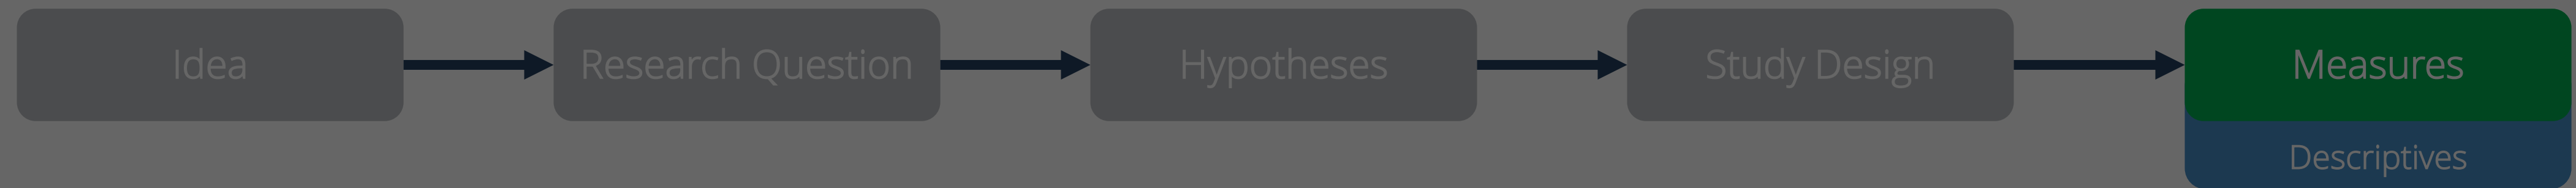 Idea
Research Question
Hypotheses
Study Design
Measures
Descriptives